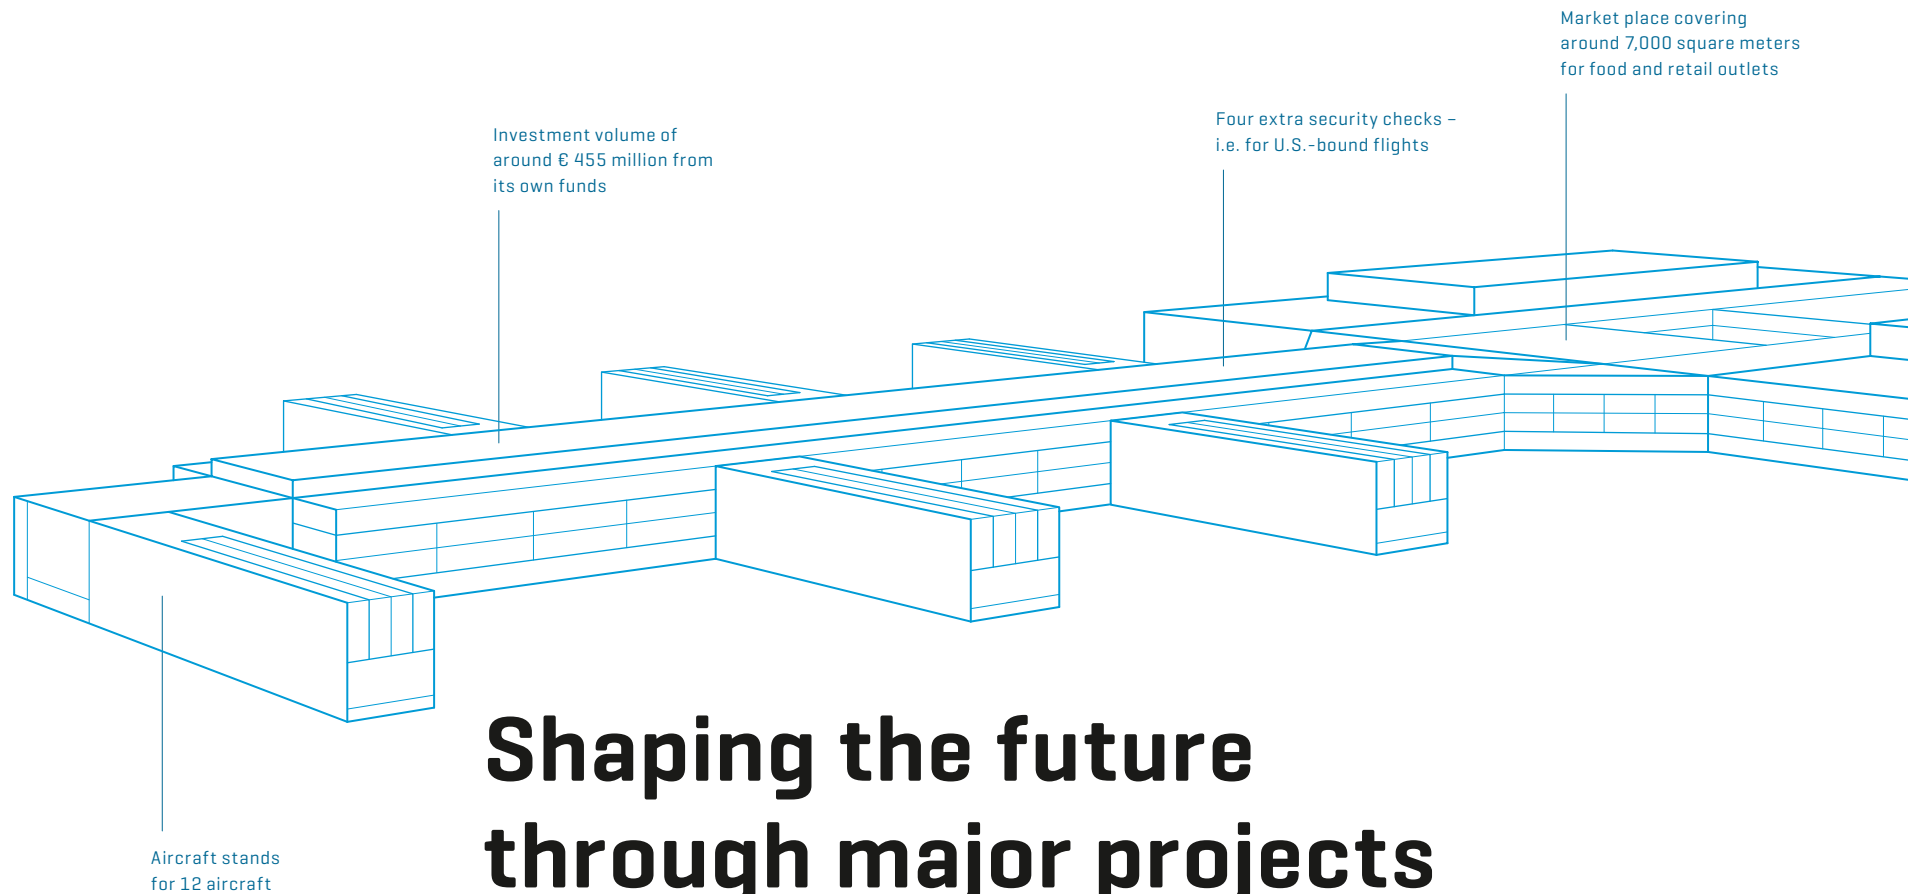 Market place covering
around 7,000 square meters
for food and retail outlets
Four extra security checks –
i.e. for U.S.-bound flights
Investment volume of
around € 455 million from
its own funds
Shaping the future
through major projects
Aircraft stands
for 12 aircraft